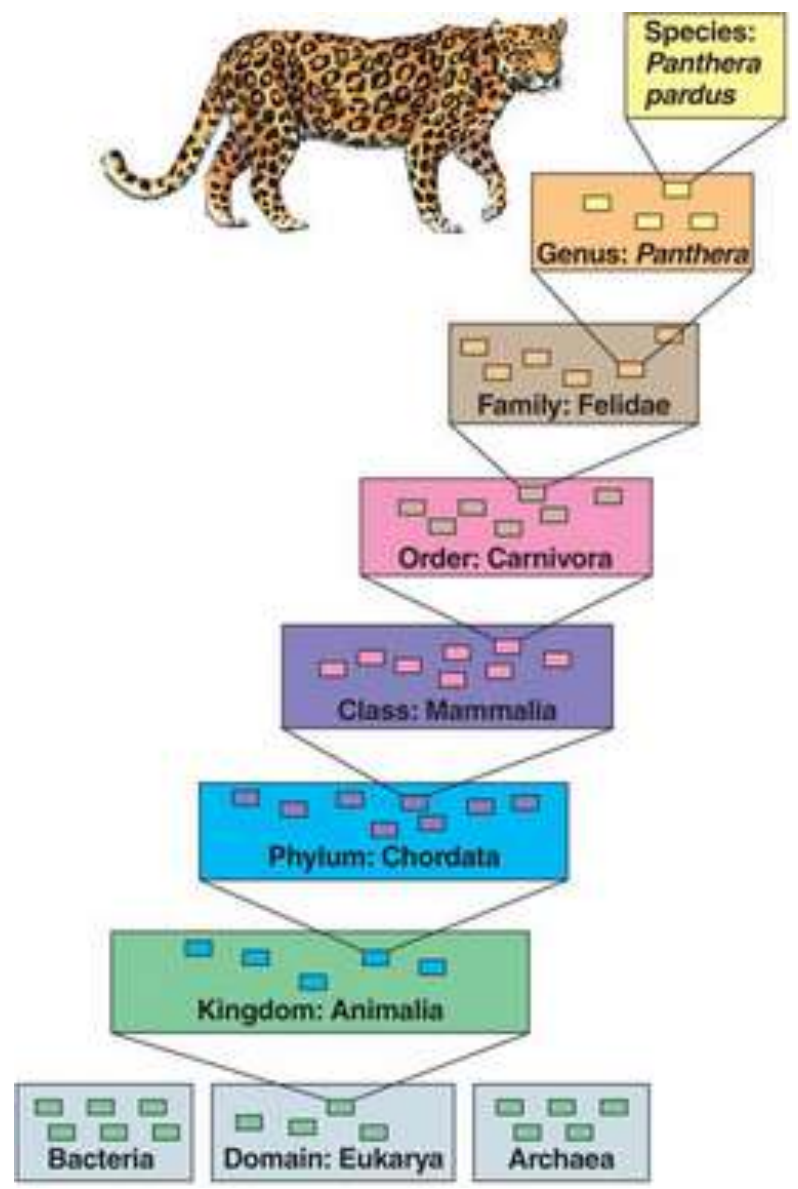 Species:
Panthera
pardus
Genus: Panthera
Family: Felidae
Order: Carnivora
Class: Mammalia
Phylum: Chordata
Kingdom: Animalia
Bacteria
Domain: Eukarya
Archaea